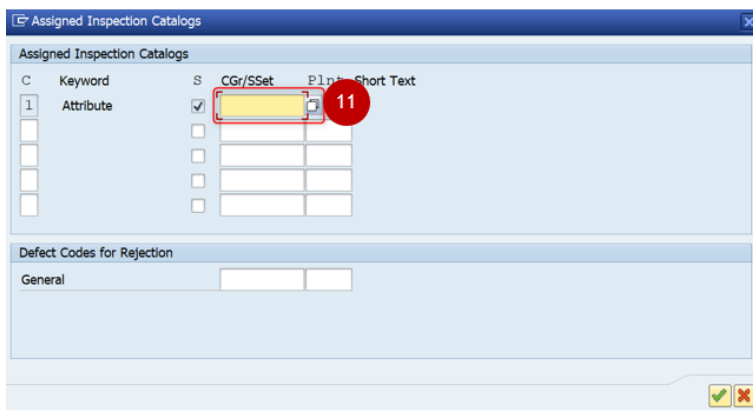 Assigned Inspection Catalogs
Assigned Inspection Catalogs
C Keyword S CGr/SSet Plnt Short Text
1 Attribute 11
Defect Codes for Rejection
General